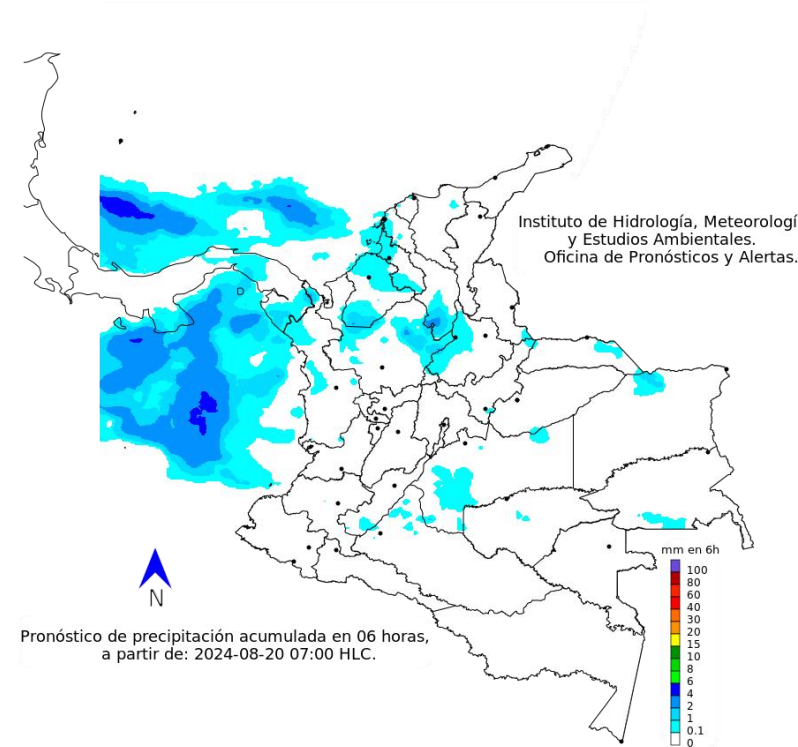 Instituto de Hidrología, Meteorologí
y Estudios Ambientales.
Oficina de Pronósticos y Alertas.
N
Pronóstico de precipitación acumulada en 06 horas,
a partir de: 2024-08-20 07:00 HLC.
mm en 6h
100
80
60
40
30
20
15
10
8
6
4
2
1
0.1
0